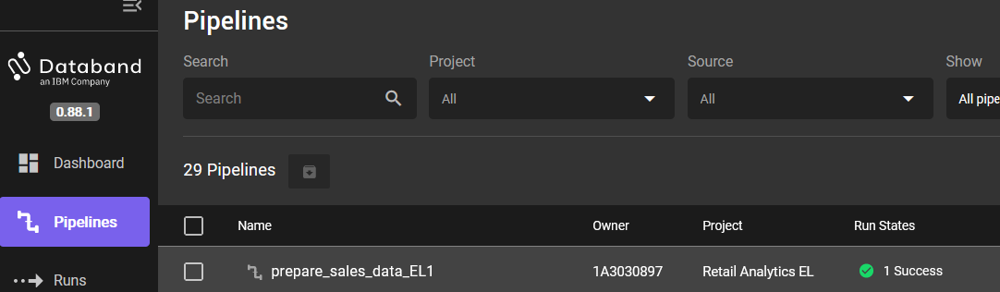 Pipelines
Databand
an IBM Company
0.88.1
Dashboard
Pipelines
Runs
Search
Project
Source
Show
Search
All
All
All pipe
29 Pipelines
Name
Owner
Project
Run States
prepare_sales_data_EL1
1A3030897
Retail Analytics EL
1 Success